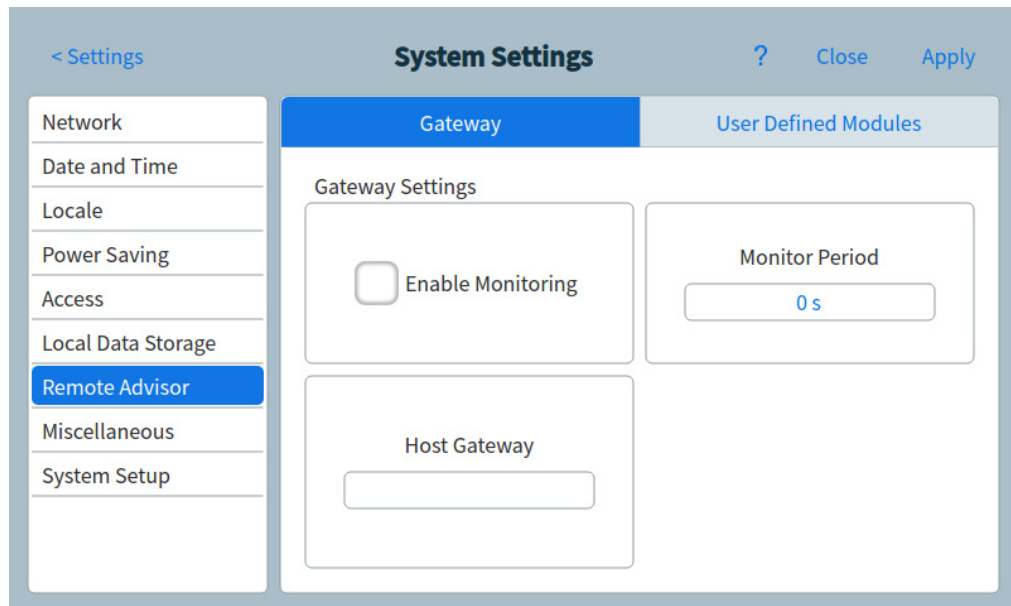 < Settings
System Settings
?
Close
Apply
Network
Date and Time
Locale
Power Saving
Access
Local Data Storage
Remote Advisor
Miscellaneous
System Setup
Gateway
User Defined Modules
Gateway Settings
Enable Monitoring
Monitor Period
0 s
Host Gateway